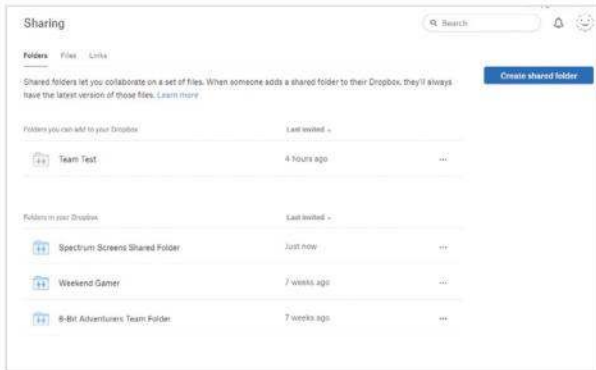 Sharing
Search
Folders Files Links
Shared folders let you collaborate on a set of files. When someone adds a shared folder to their Dropbox, they'll always
have the latest version of those files. Learn more
Create shared folder
Folders you can add to your Dropbox Last invited
Team Test 4 hours ago ...
Folders in your Dropbox Last invited
Spectrum Screens Shared Folder Just now ...
Weekend Gamer 7 weeks ago ...
8-Bit Adventurers Team Folder 7 weeks ago ...